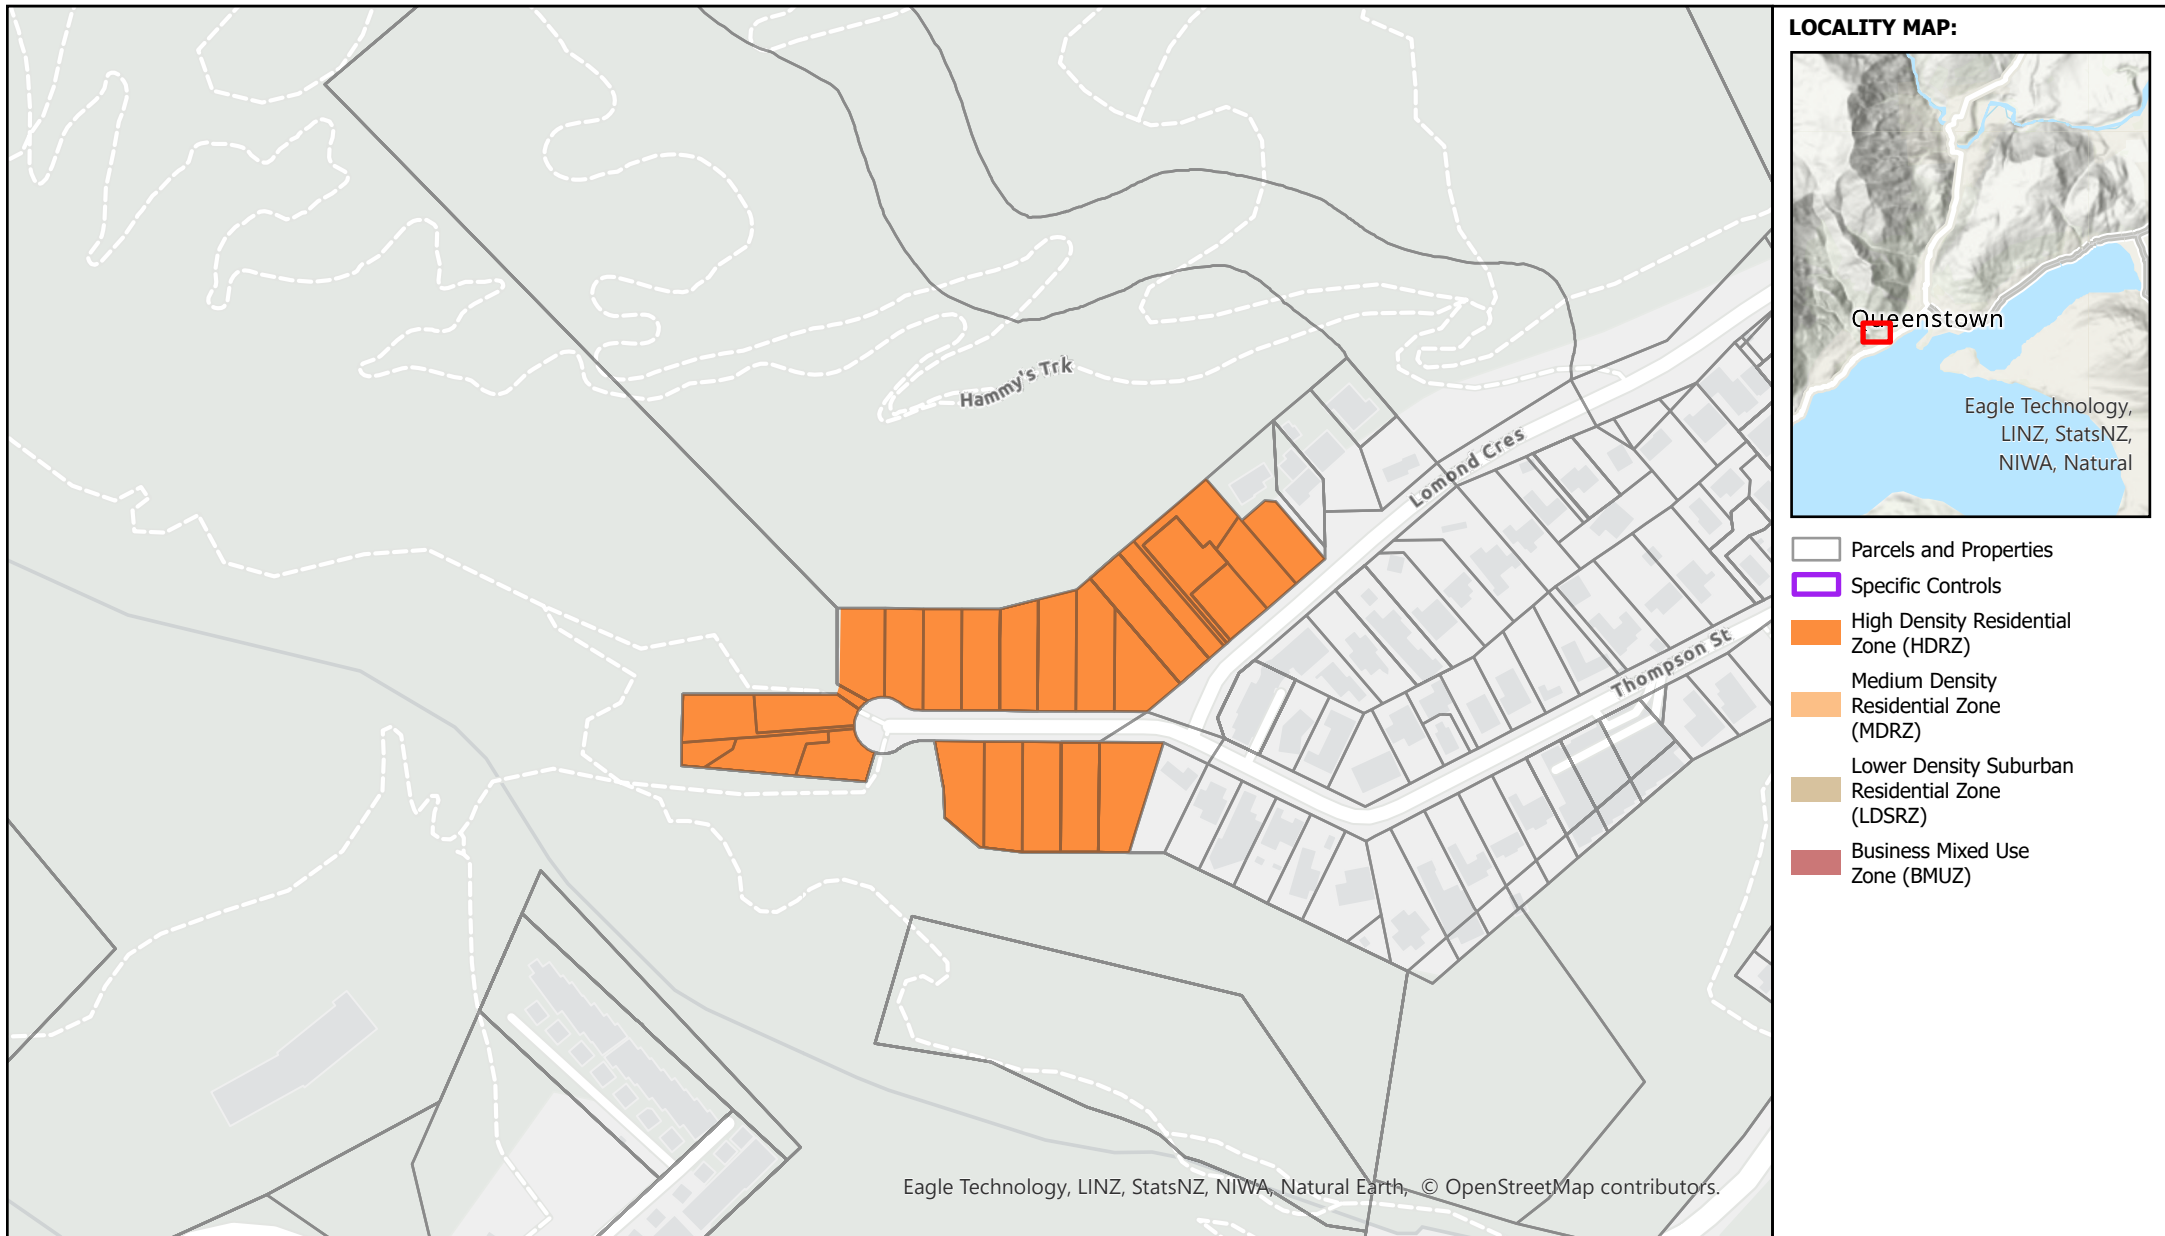 LOCALITY MAP:
Queenstown
Eagle Technology,
LINZ, StatsNZ,
NIWA, Natural
Parcels and Properties
Specific Controls
High Density Residential
Zone (HDRZ)
Medium Density
Residential Zone
(MDRZ)
Lower Density Suburban
Residential Zone
(LDSRZ)
Business Mixed Use
Zone (BMUZ)
Hammy's Trk
Lomond Cres
Thompson St
Eagle Technology, LINZ, StatsNZ, NIWA, Natural Earth, © OpenStreetMap contributors.